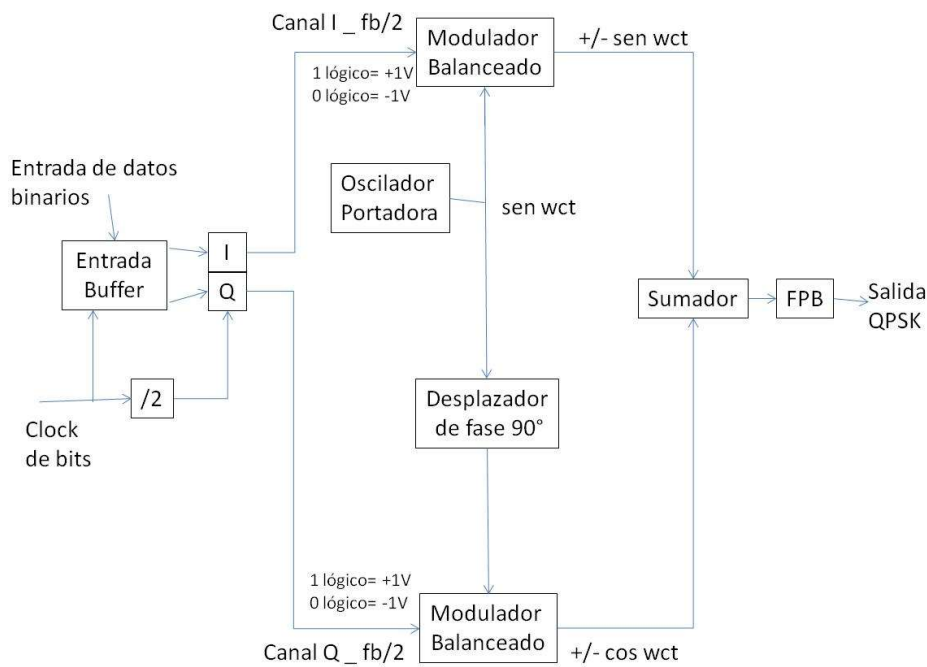 Canal I _ fb/2
Modulador
Balanceado
+/- sen wct
1 lógico= +1V
0 lógico= -1V
Entrada de datos
binarios
Oscilador
Portadora
sen wct
Entrada
Buffer
I
Q
Sumador
FPB
Salida
QPSK
/2
Clock
de bits
Desplazador
de fase 90°
1 lógico= +1V
0 lógico= -1V
Modulador
Balanceado
Canal Q _ fb/2
+/- cos wct